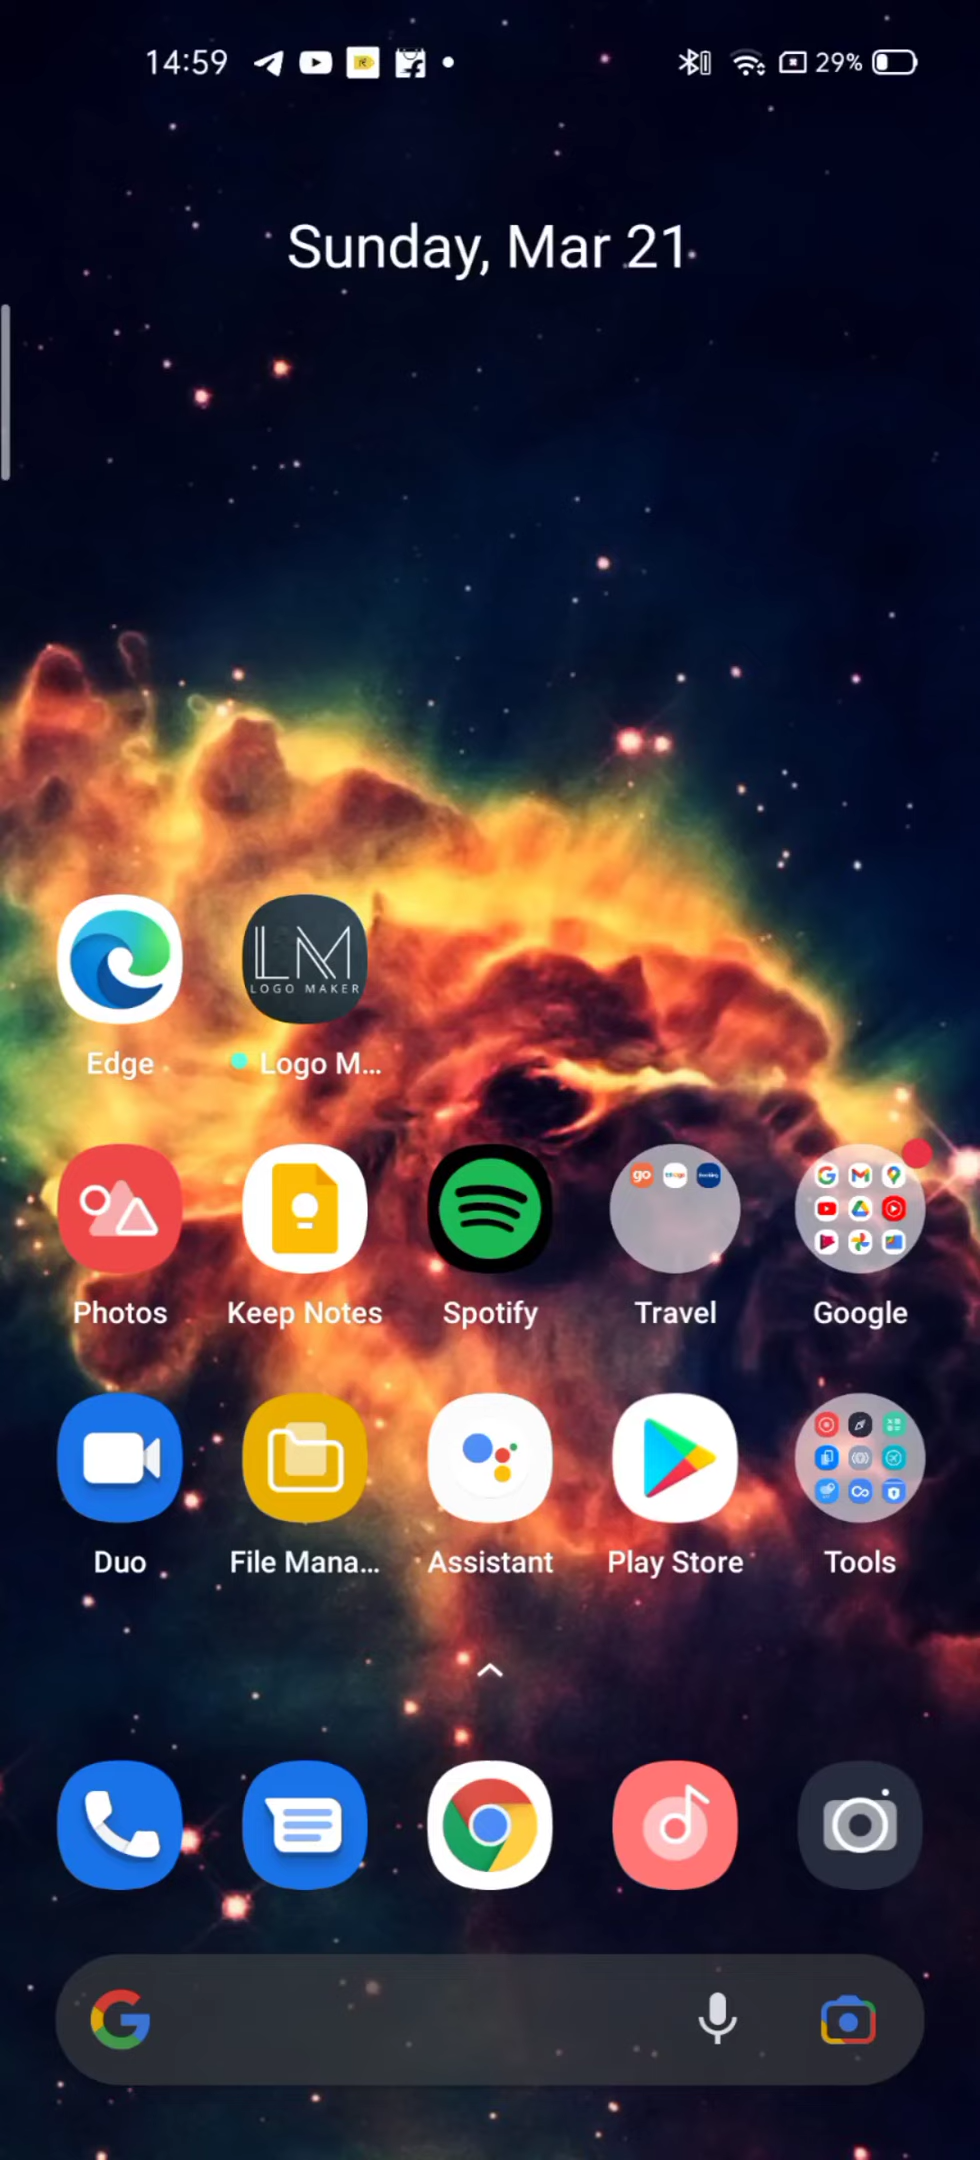 14:59 29%
Sunday, Mar 21
LM
LOGO MAKER
Edge Logo M...
go
Photos Keep Notes Spotify Travel Google
Duo File Mana... Assistant Play Store Tools